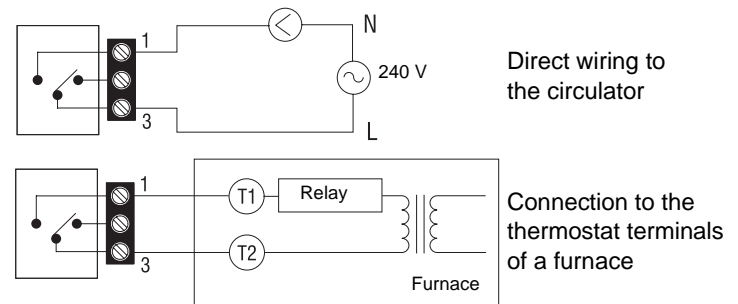 1
N
240 V
3
L
Direct wiring to
the circulator
1
T1
Relay
3
T2
Furnace
Connection to the
thermostat terminals
of a furnace